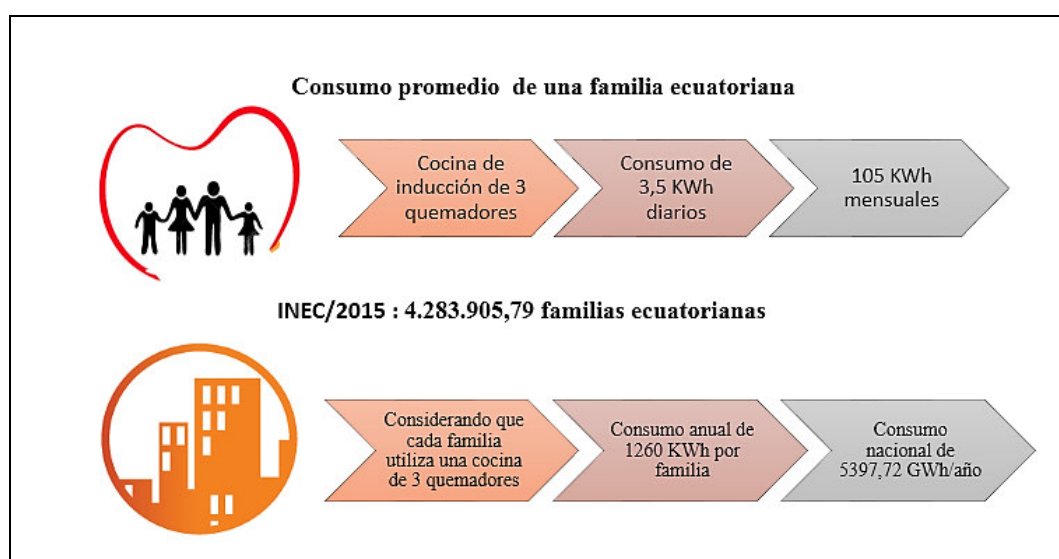 Consumo promedio de una familia ecuatoriana
Cocina de
inducción de 3
quemadores
Consumo de
3,5 KWh
diarios
105 KWh
mensuales
INEC/2015 : 4.283.905,79 familias ecuatorianas
Considerando que
cada familia
utiliza una cocina
de 3 quemadores
Consumo anual de
1260 KWh por
familia
Consumo
nacional de
5397,72 GWh/año